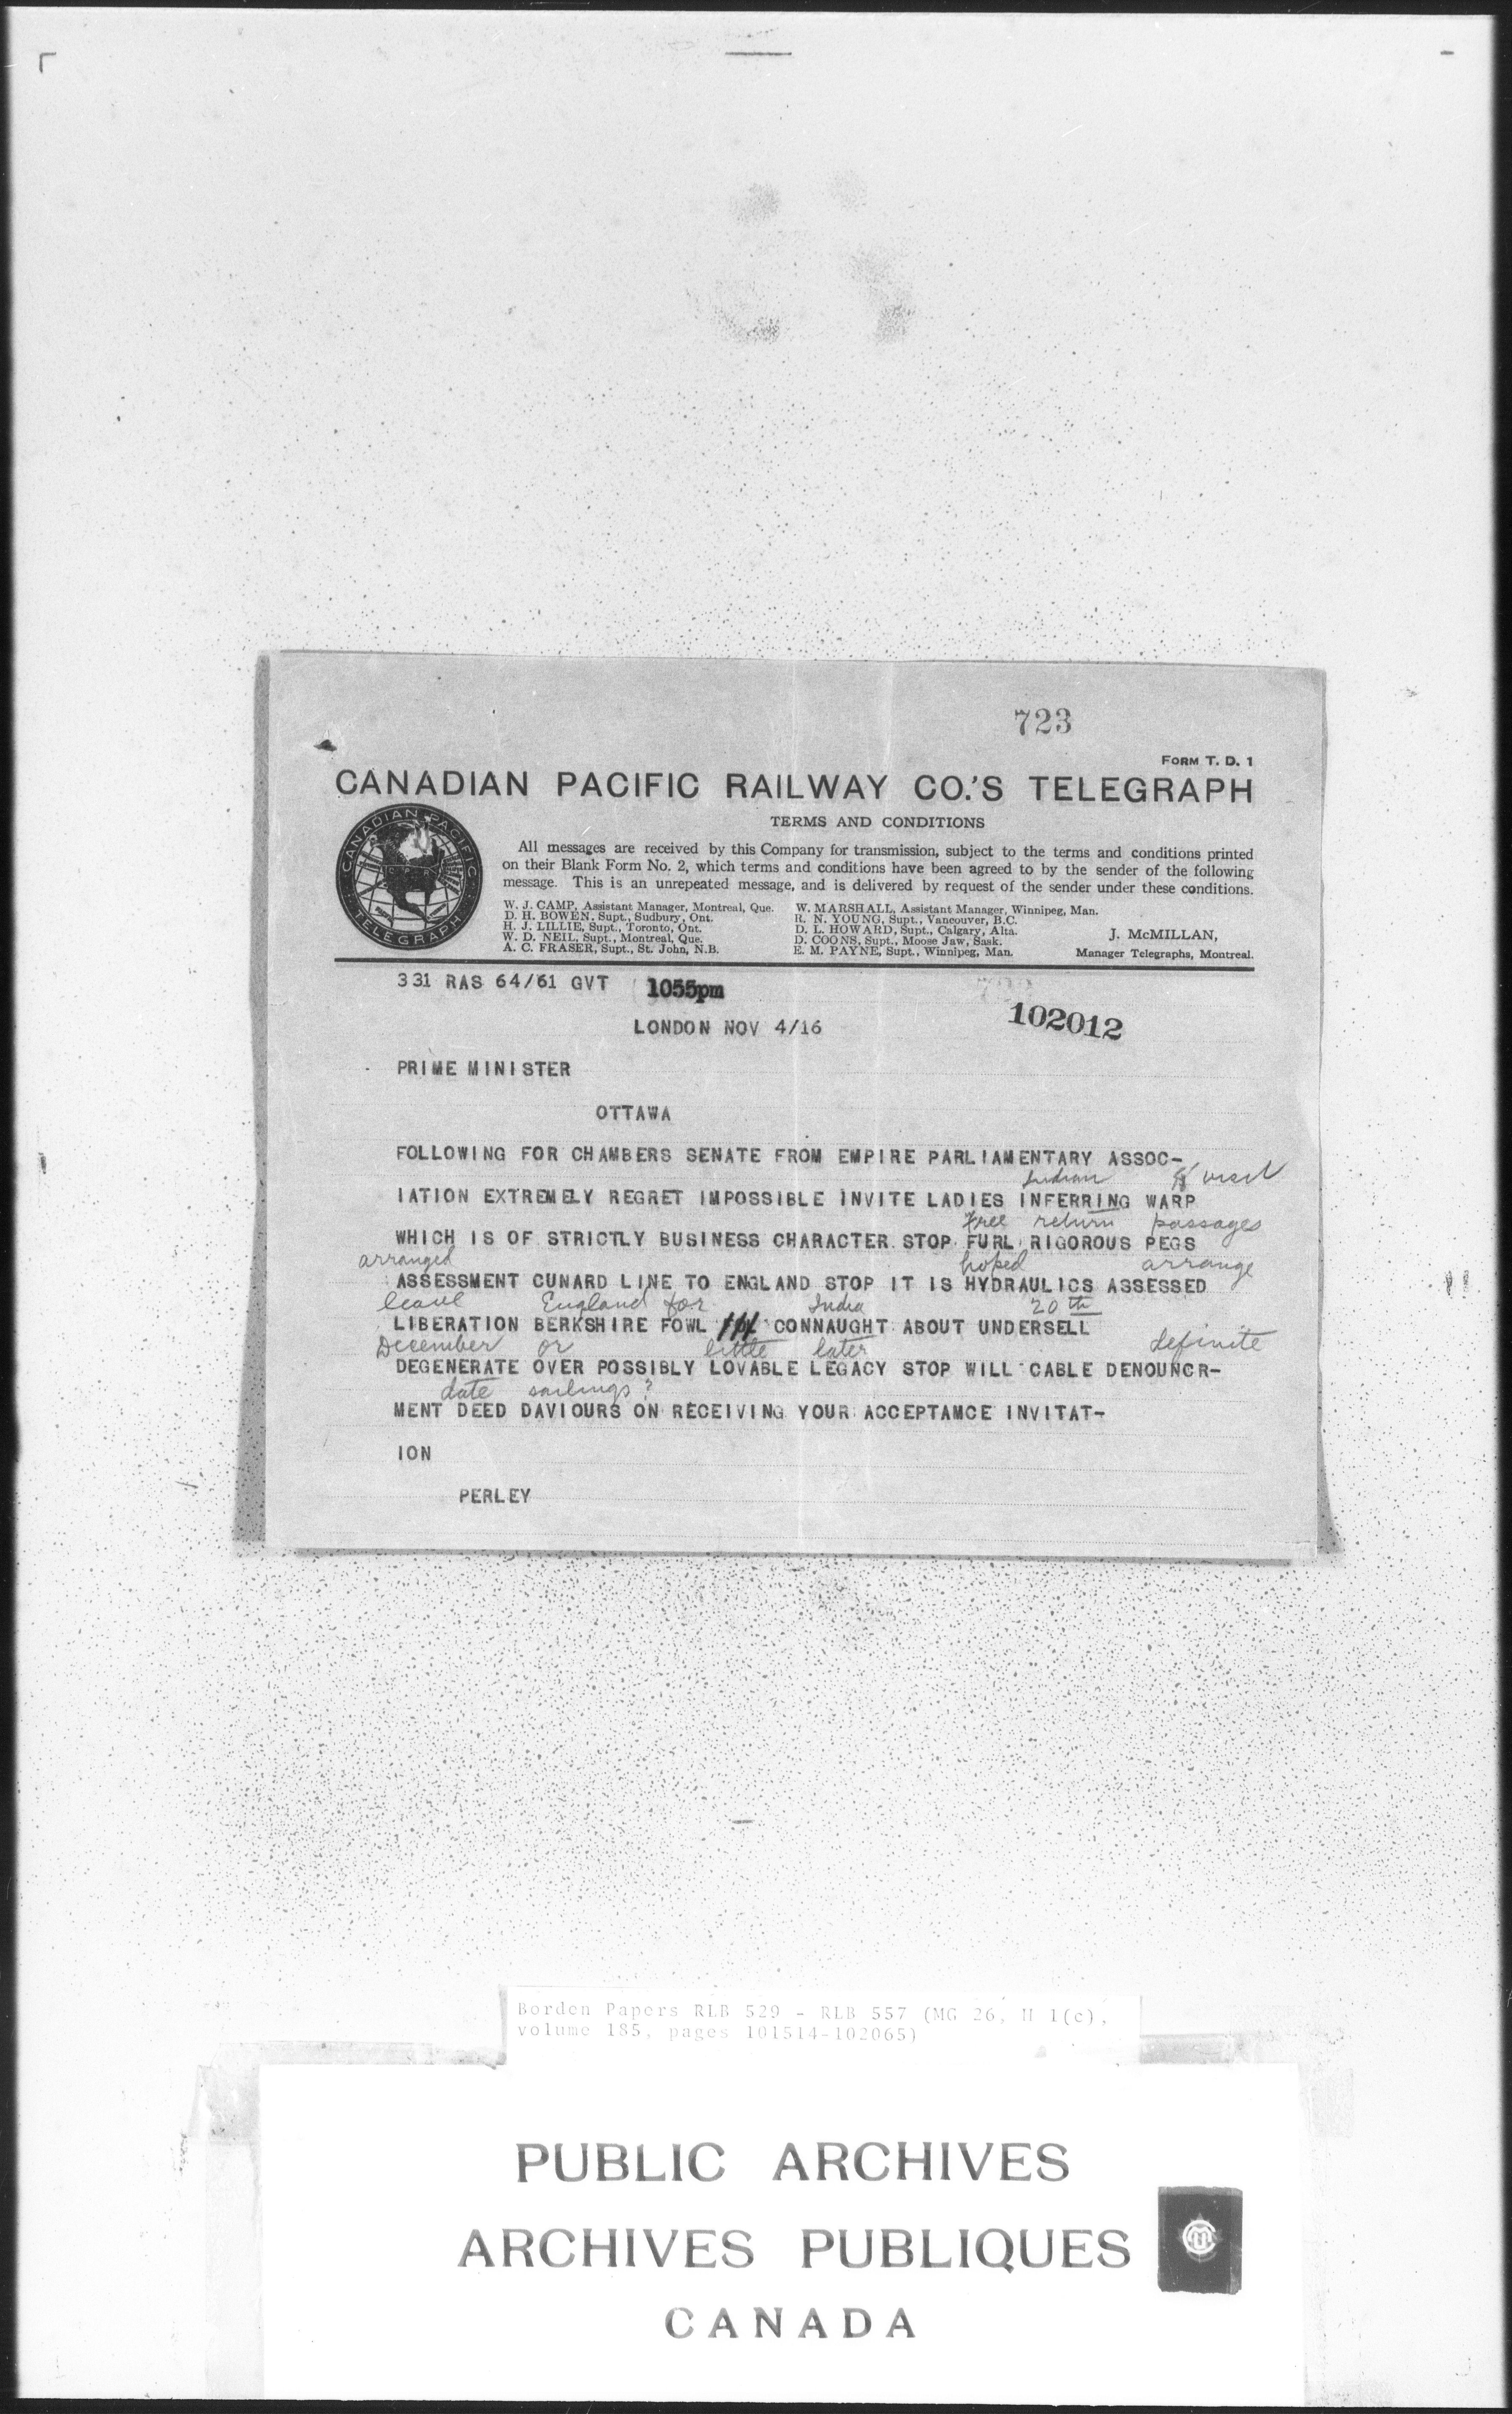 723
FORM T. D. 1
CANADIAN PACIFIC RAILWAY CO.'S TELEGRAPH
TERMS AND CONDITIONS
CANADIAN PACIFIC
TELEGRAPH
All messages are received by this Company for transmission, subject to the terms and conditions printed
on their Blank Form No. 2, which terms and conditions have been agreed to by the sender of the following
message. This is an unrepeated message, and is delivered by request of the sender under these conditions.
W. J. CAMP, Assistant Manager, Montreal, Que.
D. H. BOWEN, Supt., Sudbury, Ont.
H. J. LILLIE, Supt., Toronto, Ont.
W. D. NEIL, Supt., Montreal, Que.
A. C. FRASER, Supt., St. John, N.B.
W. MARSHALL, Assistant Manager, Winnipeg, Man.
R. N. YOUNG, Supt., Vancouver, B.C.
D. L. HOWARD, Supt., Calgary, Alta.
D. COONS, Supt., Moose Jaw, Sask.
E. M. PAYNE, Supt., Winnipeg, Man.
J. McMILLAN,
Manager Telegraphs, Montreal.
331 RAS 64/61 GVT 1055pm
LONDON NOV 4/16
102012
PRIME MINISTER
OTTAWA
FOLLOWING FOR CHAMBERS SENATE FROM EMPIRE PARLIAMENTARY ASSOC-
Indian visit
IATION EXTREMELY REGRET IMPOSSIBLE INVITE LADIES INFERRING WARP
Free return passages
WHICH IS OF STRICTLY BUSINESS CHARACTER STOP FURL RIGOROUS PEGS
arranged hoped arrange
ASSESSMENT CUNARD LINE TO ENGLAND STOP IT IS HYDRAULICS ASSESSED
leave England for India 20th
LIBERATION BERKSHIRE FOWL CONNAUGHT ABOUT UNDERSELL
December or little later definite
DEGENERATE OVER POSSIBLY LOVABLE LEGACY STOP WILL CABLE DENOUNCR-
date sailings?
MENT DEED DAVIOURS ON RECEIVING YOUR ACCEPTAMCE INVITAT-
ION
PERLEY
Borden Papers RLB 529 - RLB 557 (MG 26, H 1(c),
volume 185, pages 101514-102065)
PUBLIC ARCHIVES
ARCHIVES PUBLIQUES
CANADA